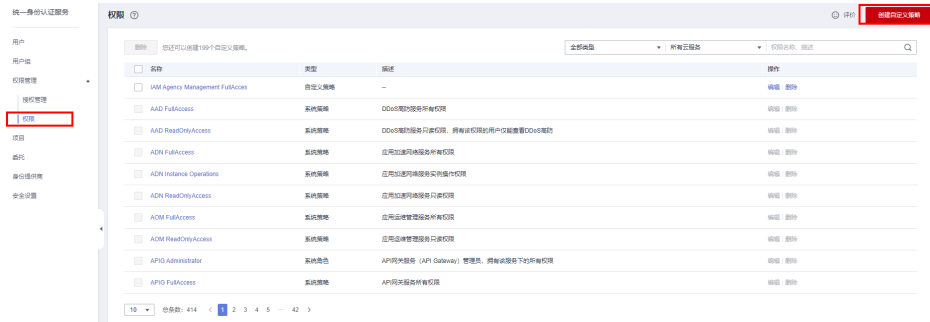 统一身份认证服务
用户
用户组
权限管理
授权管理
权限
项目
委托
身份提供商
安全设置
权限
评价
创建自定义策略
删除 您还可以创建199个自定义策略。
全部类型 所有云服务 权限名称、描述
名称 类型 描述 操作
IAM Agency Management FullAcces 自定义策略 – 编辑 删除
AAD FullAccess 系统策略 DDoS高防服务所有权限 编辑 删除
AAD ReadOnlyAccess 系统策略 DDoS高防服务只读权限，拥有该权限的用户仅能查看DDoS高防 编辑 删除
ADN FullAccess 系统策略 应用加速网络服务所有权限 编辑 删除
ADN Instance Operations 系统策略 应用加速网络服务实例操作权限 编辑 删除
ADN ReadOnlyAccess 系统策略 应用加速网络服务只读权限 编辑 删除
AOM FullAccess 系统策略 应用运维管理服务所有权限 编辑 删除
AOM ReadOnlyAccess 系统策略 应用运维管理服务只读权限 编辑 删除
APIG Administrator 系统角色 API网关服务（API Gateway）管理员，拥有该服务下的所有权限 编辑 删除
APIG FullAccess 系统策略 API网关服务所有权限 编辑 删除
10 总条数：414 < 1 2 3 4 5 ··· 42 >